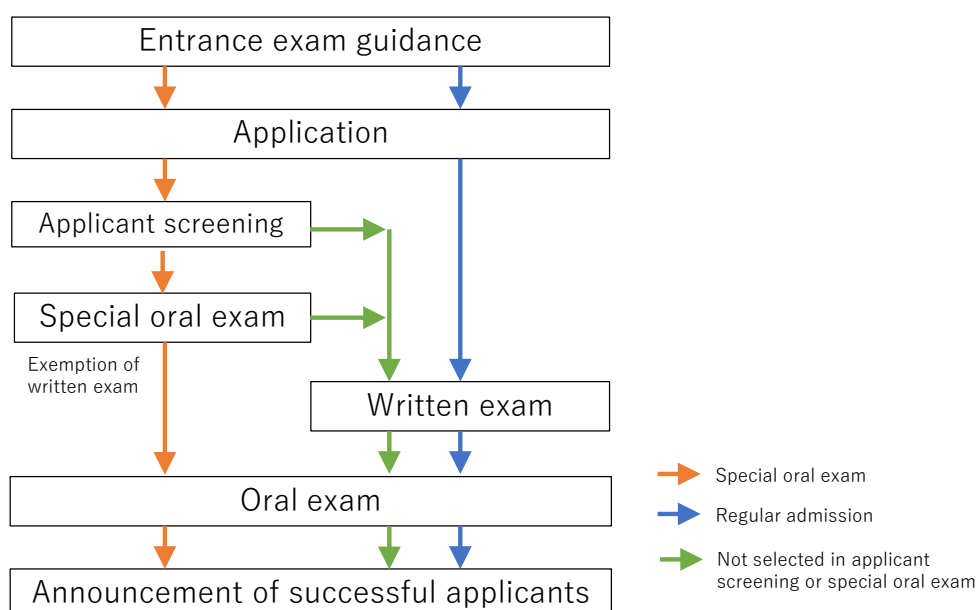 Entrance exam guidance
Application
Applicant screening
Special oral exam
Exemption of
written exam
Written exam
Oral exam
Announcement of successful applicants
Special oral exam
Regular admission
Not selected in applicant
screening or special oral exam